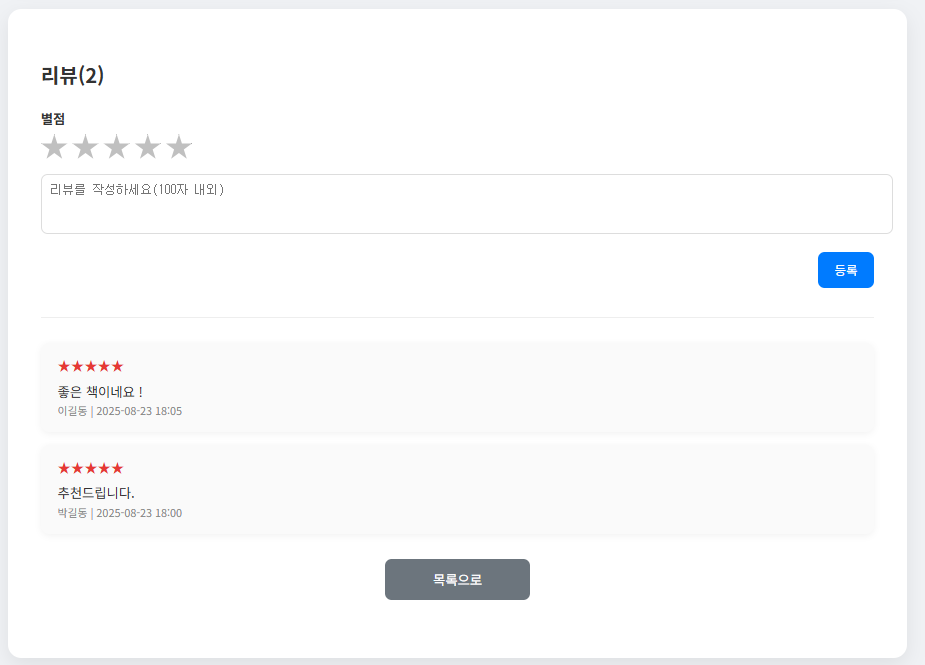 리뷰(2)
별점
★★★★★
리뷰를 작성하세요(100자 내외)
등록
★★★★★
좋은 책이네요 !
이길동 | 2025-08-23 18:05
★★★★★
추천드립니다.
박길동 | 2025-08-23 18:00
목록으로